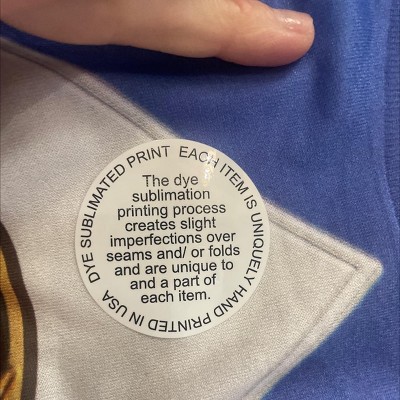 DYE SUBLIMATED PRINT EACH ITEM IS UNIQUELY HAND PRINTED IN USA
The dye
sublimation
printing process
creates slight
imperfections over
seams and/ or folds
and are unique to
and a part of
each item.